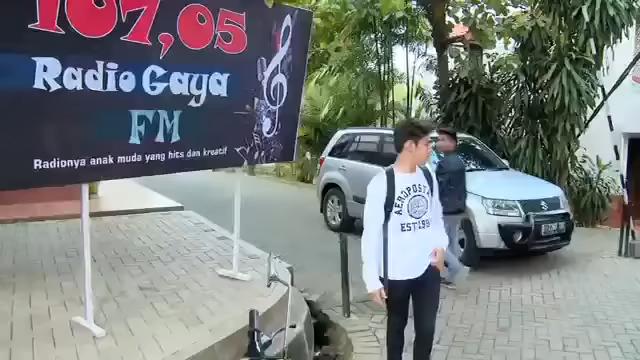 107,05
Radio Gaya
FM
Radionya anak muda yang hits dan kreatif
AEROPOSTALE
EST.1987